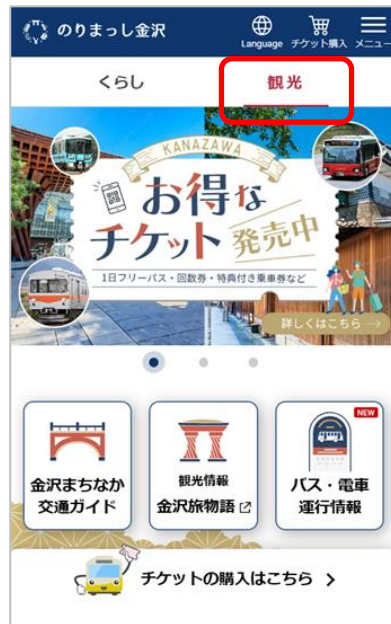 のりまっし金沢
Language チケット購入 メニュー
くらし 観光
KANAZAWA
お得な
チケット 発売中
1日フリーパス・回数券・特典付き乗車券など
詳しくはこちら →
NEW
金沢まちなか
交通ガイド
観光情報
金沢旅物語
バス・電車
運行情報
チケットの購入はこちら >